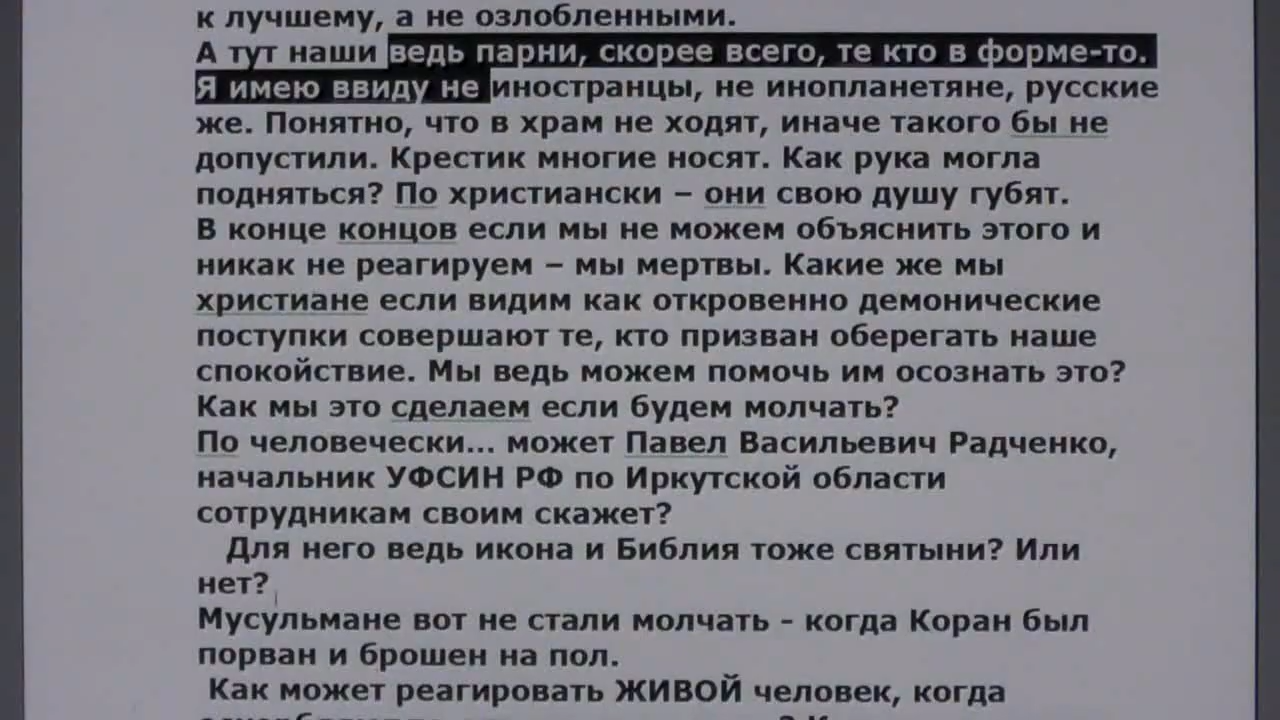 к лучшему, а не озлобленными.
А тут наши ведь парни, скорее всего, те кто в форме-то.
Я имею ввиду не иностранцы, не инопланетяне, русские
же. Понятно, что в храм не ходят, иначе такого бы не
допустили. Крестик многие носят. Как рука могла
подняться? По христиански – они свою душу губят.
В конце концов если мы не можем объяснить этого и
никак не реагируем – мы мертвы. Какие же мы
христиане если видим как откровенно демонические
поступки совершают те, кто призван оберегать наше
спокойствие. Мы ведь можем помочь им осознать это?
Как мы это сделаем если будем молчать?
По человечески... может Павел Васильевич Радченко,
начальник УФСИН РФ по Иркутской области
сотрудникам своим скажет?
Для него ведь икона и Библия тоже святыни? Или
нет?
Мусульмане вот не стали молчать - когда Коран был
порван и брошен на пол.
Как может реагировать ЖИВОЙ человек, когда